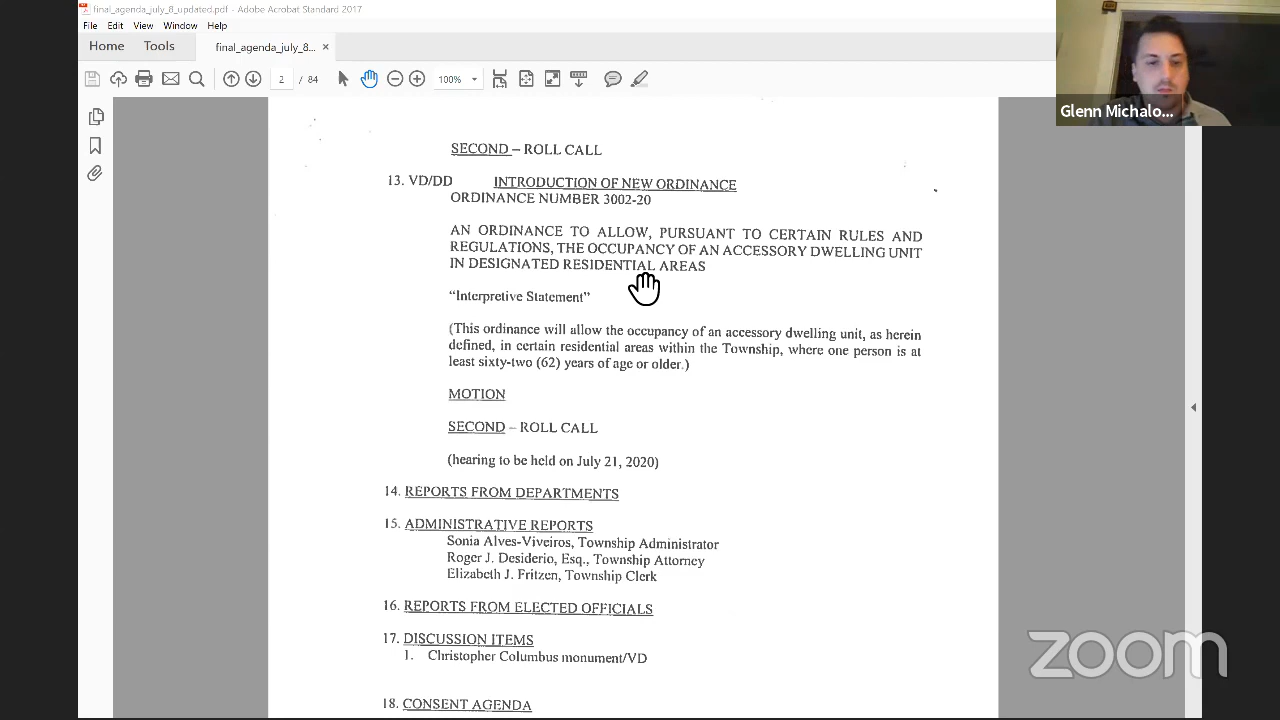 final_agenda_july_8_updated.pdf - Adobe Acrobat Standard 2017
File Edit View Window Help
Home Tools final_agenda_july_8... ×
2 / 84 100%
Glenn Michalo...
SECOND – ROLL CALL
13. VD/DD INTRODUCTION OF NEW ORDINANCE
ORDINANCE NUMBER 3002-20
AN ORDINANCE TO ALLOW, PURSUANT TO CERTAIN RULES AND
REGULATIONS, THE OCCUPANCY OF AN ACCESSORY DWELLING UNIT
IN DESIGNATED RESIDENTIAL AREAS
“Interpretive Statement”
(This ordinance will allow the occupancy of an accessory dwelling unit, as herein
defined, in certain residential areas within the Township, where one person is at
least sixty-two (62) years of age or older.)
MOTION
SECOND – ROLL CALL
(hearing to be held on July 21, 2020)
14. REPORTS FROM DEPARTMENTS
15. ADMINISTRATIVE REPORTS
Sonia Alves-Viveiros, Township Administrator
Roger J. Desiderio, Esq., Township Attorney
Elizabeth J. Fritzen, Township Clerk
16. REPORTS FROM ELECTED OFFICIALS
17. DISCUSSION ITEMS
1. Christopher Columbus monument/VD
18. CONSENT AGENDA
zoom